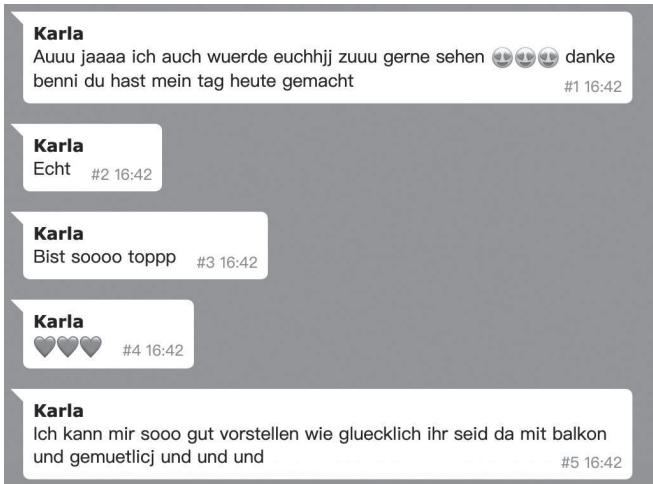 Karla
Auuu jaaaa ich auch wuerde euchhjj zuuu gerne sehen 😍😍😍 danke
benni du hast mein tag heute gemacht #1 16:42
Karla
Echt #2 16:42
Karla
Bist soooo toppp #3 16:42
Karla
❤❤❤ #4 16:42
Karla
Ich kann mir sooo gut vorstellen wie gluecklich ihr seid da mit balkon
und gemuetlicj und und und #5 16:42